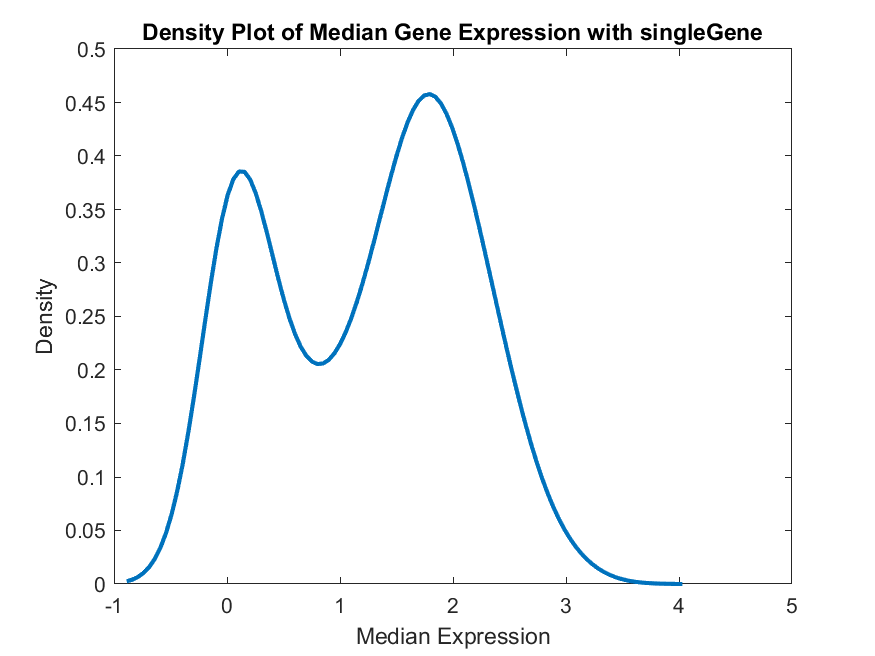 Density Plot of Median Gene Expression with singleGene
0.5
0.45
0.4
0.35
0.3
0.25
0.2
0.15
0.1
0.05
0
Density
-1 0 1 2 3 4 5
Median Expression